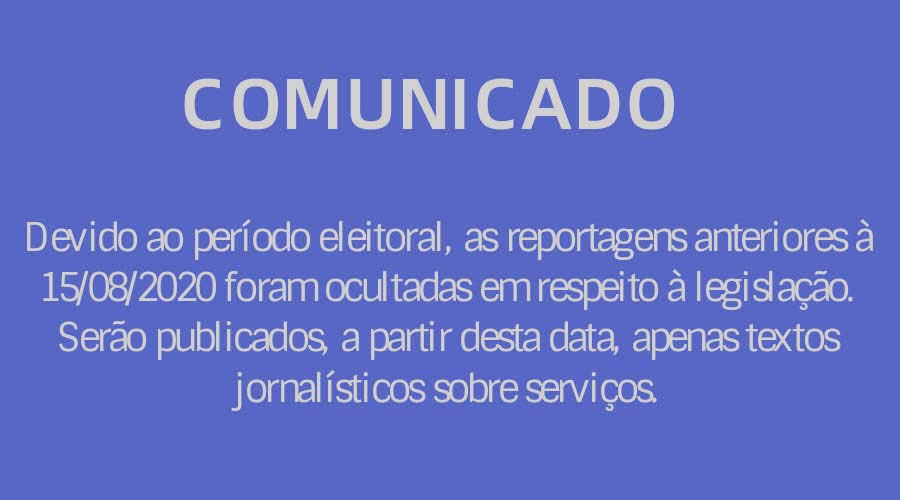 COMUNICADO
Devido ao período eleitoral, as reportagens anteriores à
15/08/2020 foram ocultadas em respeito à legislação.
Serão publicados, a partir desta data, apenas textos
jornalísticos sobre serviços.